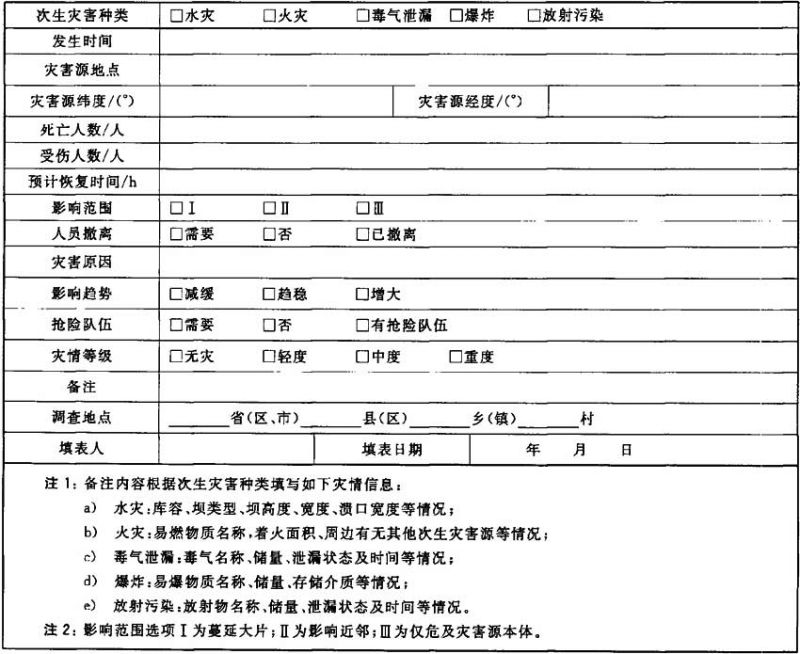 次生灾害种类 □水灾 □火灾 □毒气泄漏 □爆炸 □放射污染
发生时间
灾害源地点
灾害源纬度/(°) 灾害源经度/(°)
死亡人数/人
受伤人数/人
预计恢复时间/h
影响范围 □Ⅰ □Ⅱ □Ⅲ
人员撤离 □需要 □否 □已撤离
灾害原因
影响趋势 □减缓 □趋稳 □增大
抢险队伍 □需要 □否 □有抢险队伍
灾情等级 □无灾 □轻度 □中度 □重度
备注
调查地点 ______省(区、市)______县(区)______乡(镇)______村
填表人 填表日期 年 月 日
注 1：备注内容根据次生灾害种类填写如下灾情信息：
a) 水灾：库容、坝类型、坝高度、宽度、溃口宽度等情况；
b) 火灾：易燃物质名称，着火面积、周边有无其他次生灾害源等情况；
c) 毒气泄漏：毒气名称、储量、泄漏状态及时间等情况；
d) 爆炸：易爆物质名称、储量、存储介质等情况；
e) 放射污染：放射物名称、储量、泄漏状态及时间等情况。
注 2：影响范围选项Ⅰ为蔓延大片；Ⅱ为影响近邻；Ⅲ为仅危及灾害源本体。